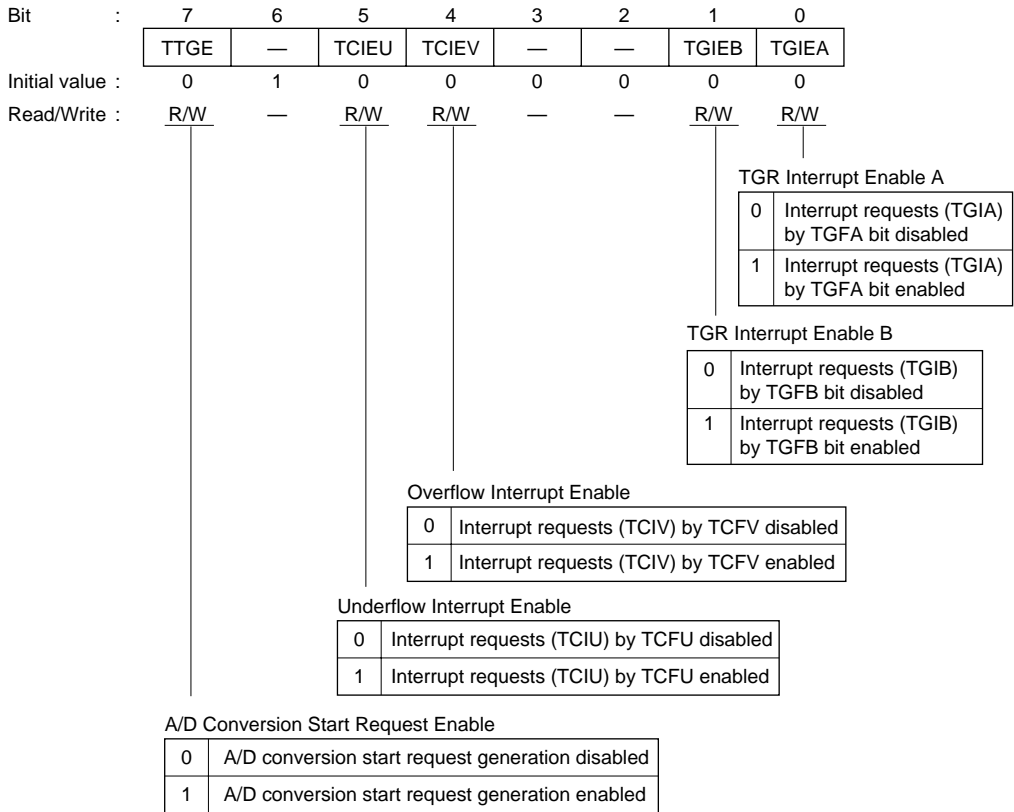 Bit : 7 6 5 4 3 2 1 0
TTGE — TCIEU TCIEV — — TGIEB TGIEA
Initial value : 0 1 0 0 0 0 0 0
Read/Write : R/W — R/W R/W — — R/W R/W
TGR Interrupt Enable A
0 Interrupt requests (TGIA)
by TGFA bit disabled
1 Interrupt requests (TGIA)
by TGFA bit enabled
TGR Interrupt Enable B
0 Interrupt requests (TGIB)
by TGFB bit disabled
1 Interrupt requests (TGIB)
by TGFB bit enabled
Overflow Interrupt Enable
0 Interrupt requests (TCIV) by TCFV disabled
1 Interrupt requests (TCIV) by TCFV enabled
Underflow Interrupt Enable
0 Interrupt requests (TCIU) by TCFU disabled
1 Interrupt requests (TCIU) by TCFU enabled
A/D Conversion Start Request Enable
0 A/D conversion start request generation disabled
1 A/D conversion start request generation enabled